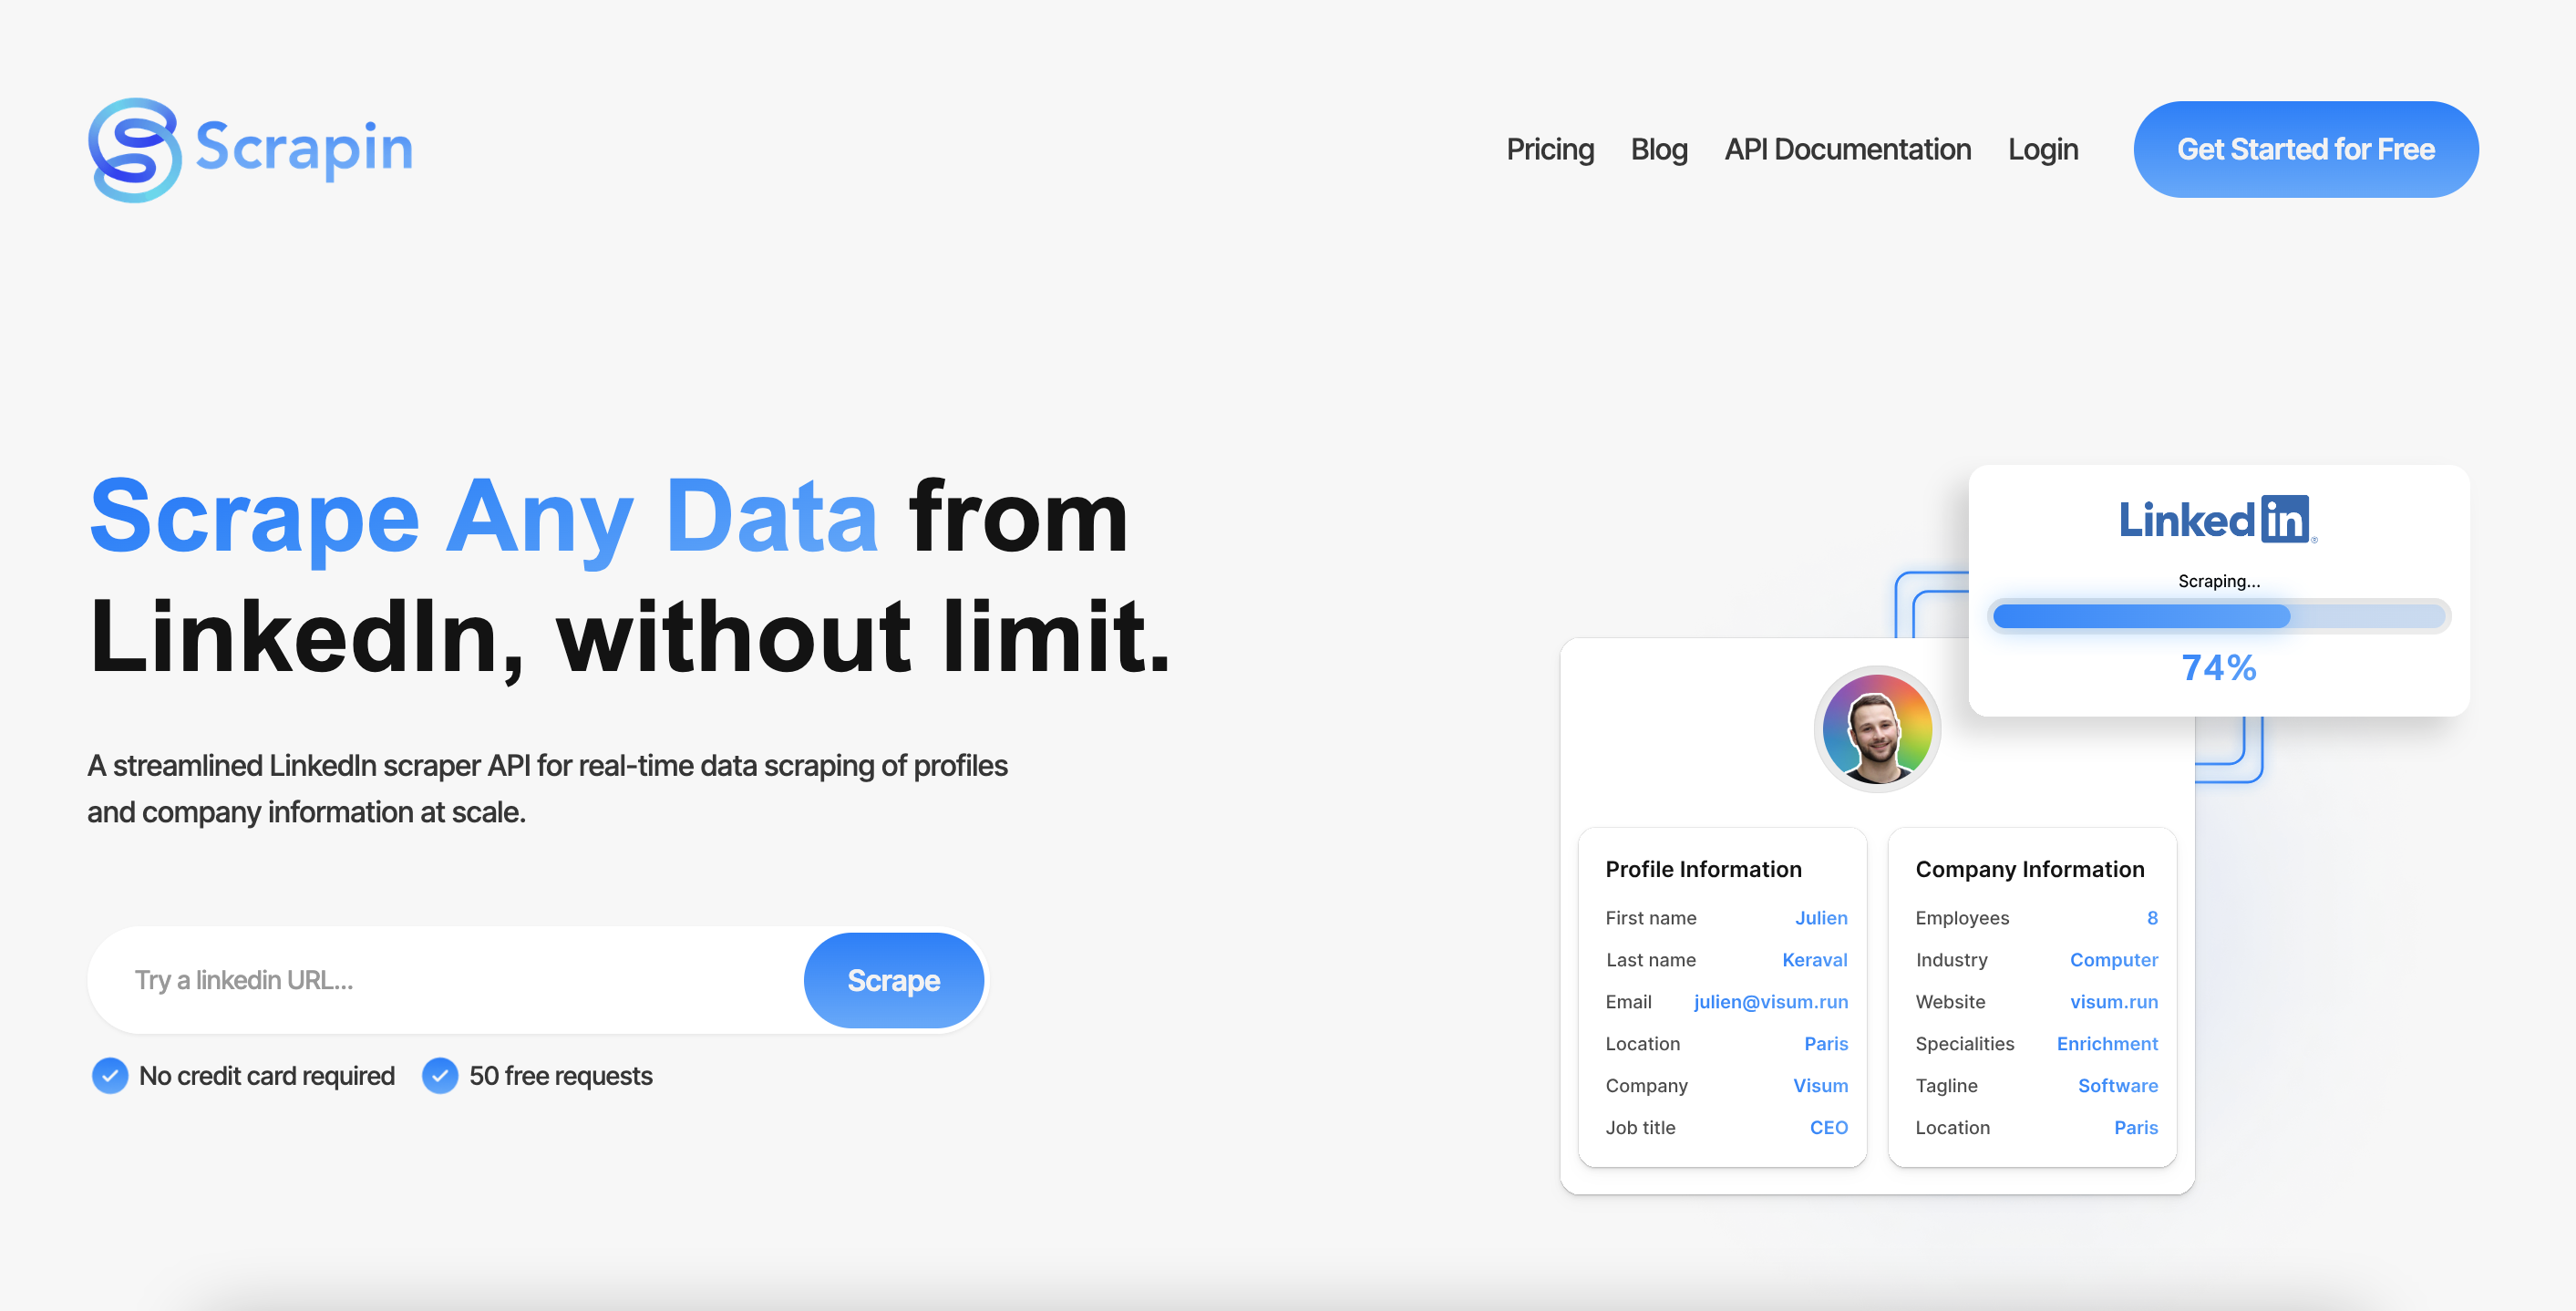 Scrapin
Pricing Blog API Documentation Login Get Started for Free
Scrape Any Data from
LinkedIn, without limit.
A streamlined LinkedIn scraper API for real-time data scraping of profiles
and company information at scale.
Try a linkedin URL...
Scrape
No credit card required 50 free requests
Linked in ®
Scraping...
74%
Profile Information
First name Julien
Last name Keraval
Email julien@visum.run
Location Paris
Company Visum
Job title CEO
Company Information
Employees 8
Industry Computer
Website visum.run
Specialities Enrichment
Tagline Software
Location Paris